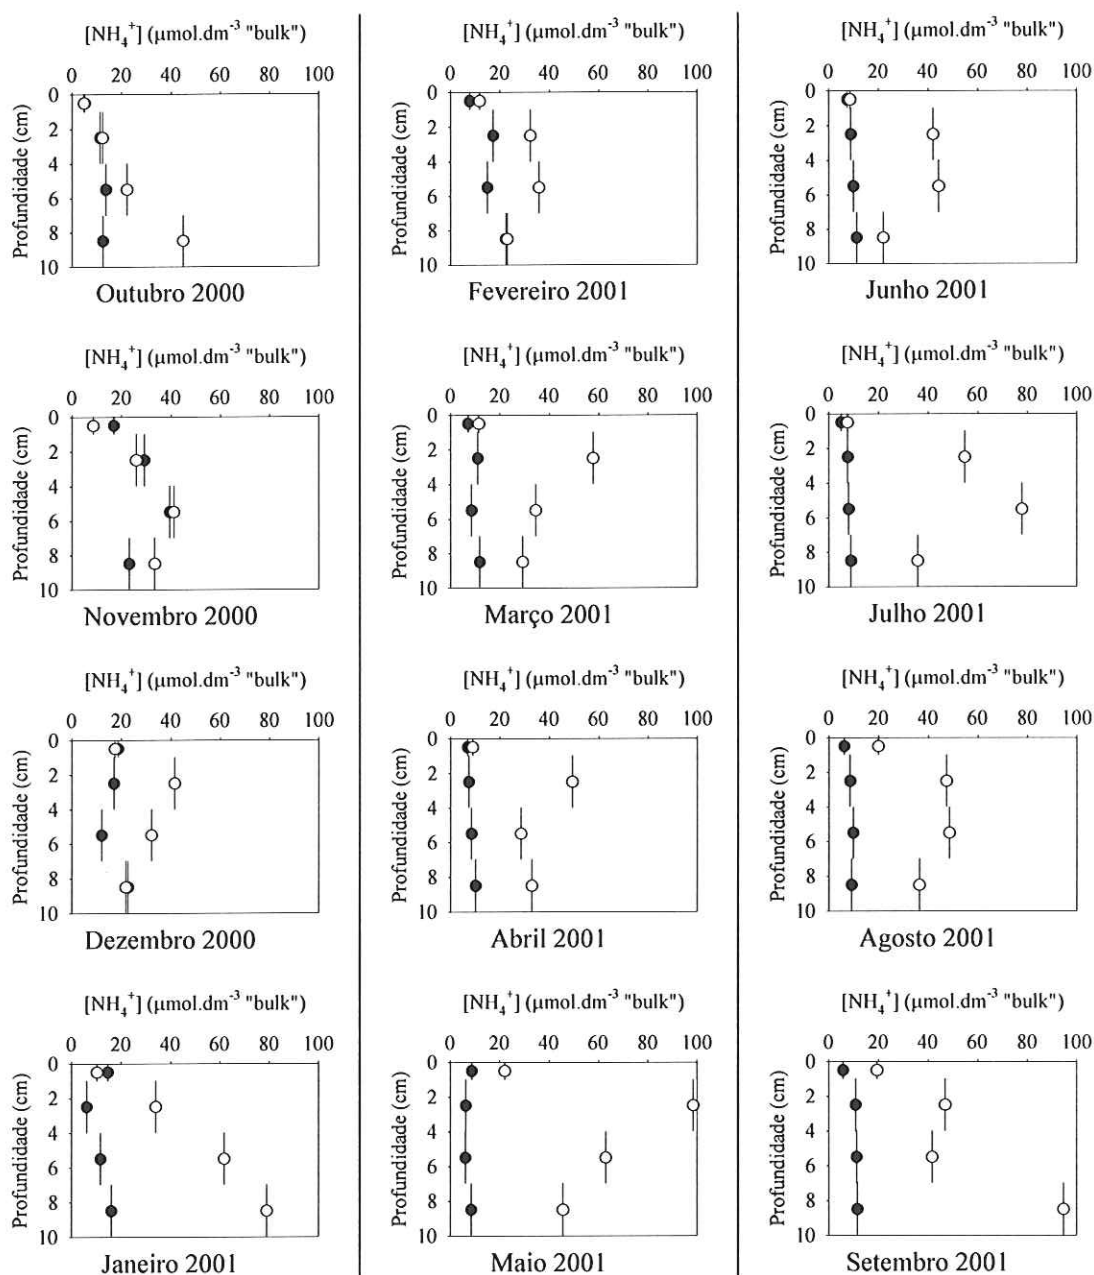 [NH₄⁺] (μmol.dm⁻³ "bulk")
0 20 40 60 80 100
Profundidade (cm)
0
2
4
6
8
10
Outubro 2000
[NH₄⁺] (μmol.dm⁻³ "bulk")
0 20 40 60 80 100
Profundidade (cm)
0
2
4
6
8
10
Novembro 2000
[NH₄⁺] (μmol.dm⁻³ "bulk")
0 20 40 60 80 100
Profundidade (cm)
0
2
4
6
8
10
Dezembro 2000
[NH₄⁺] (μmol.dm⁻³ "bulk")
0 20 40 60 80 100
Profundidade (cm)
0
2
4
6
8
10
Janeiro 2001
[NH₄⁺] (μmol.dm⁻³ "bulk")
0 20 40 60 80 100
Profundidade (cm)
0
2
4
6
8
10
Fevereiro 2001
[NH₄⁺] (μmol.dm⁻³ "bulk")
0 20 40 60 80 100
Profundidade (cm)
0
2
4
6
8
10
Março 2001
[NH₄⁺] (μmol.dm⁻³ "bulk")
0 20 40 60 80 100
Profundidade (cm)
0
2
4
6
8
10
Abril 2001
[NH₄⁺] (μmol.dm⁻³ "bulk")
0 20 40 60 80 100
Profundidade (cm)
0
2
4
6
8
10
Maio 2001
[NH₄⁺] (μmol.dm⁻³ "bulk")
0 20 40 60 80 100
Profundidade (cm)
0
2
4
6
8
10
Junho 2001
[NH₄⁺] (μmol.dm⁻³ "bulk")
0 20 40 60 80 100
Profundidade (cm)
0
2
4
6
8
10
Julho 2001
[NH₄⁺] (μmol.dm⁻³ "bulk")
0 20 40 60 80 100
Profundidade (cm)
0
2
4
6
8
10
Agosto 2001
[NH₄⁺] (μmol.dm⁻³ "bulk")
0 20 40 60 80 100
Profundidade (cm)
0
2
4
6
8
10
Setembro 2001